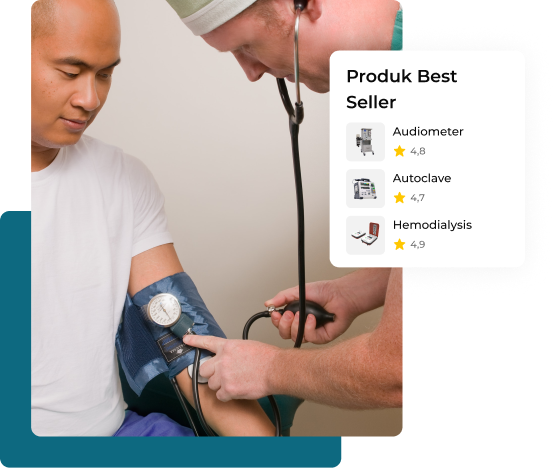 Produk Best
Seller
Audiometer
4,8
Autoclave
4,7
Hemodialysis
4,9